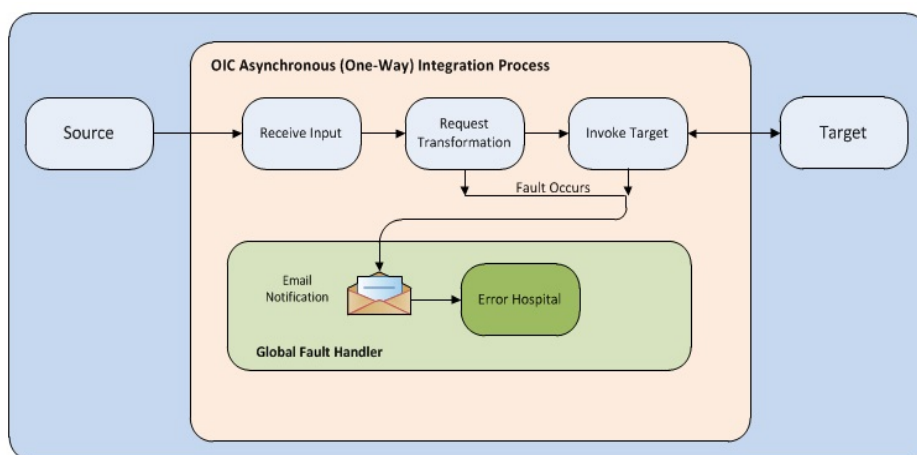 OIC Asynchronous (One-Way) Integration Process
Source
Receive Input
Request
Transformation
Invoke Target
Target
Fault Occurs
Email
Notification
Error Hospital
Global Fault Handler